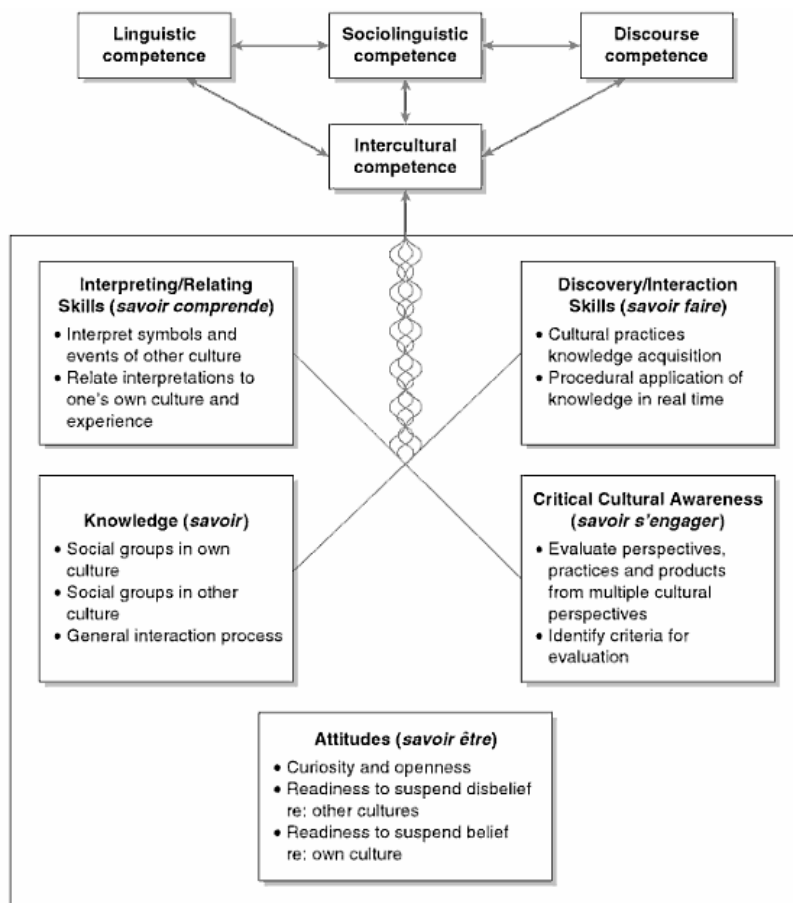 Linguistic
competence
Sociolinguistic
competence
Discourse
competence
Intercultural
competence
Interpreting/Relating
Skills (savoir comprende)
• Interpret symbols and
events of other culture
• Relate interpretations to
one's own culture and
experience
Discovery/Interaction
Skills (savoir faire)
• Cultural practices
knowledge acquisition
• Procedural application of
knowledge in real time
Knowledge (savoir)
• Social groups in own
culture
• Social groups in other
culture
• General interaction process
Critical Cultural Awareness
(savoir s'engager)
• Evaluate perspectives,
practices and products
from multiple cultural
perspectives
• Identify criteria for
evaluation
Attitudes (savoir être)
• Curiosity and openness
• Readiness to suspend disbelief
re: other cultures
• Readiness to suspend belief
re: own culture